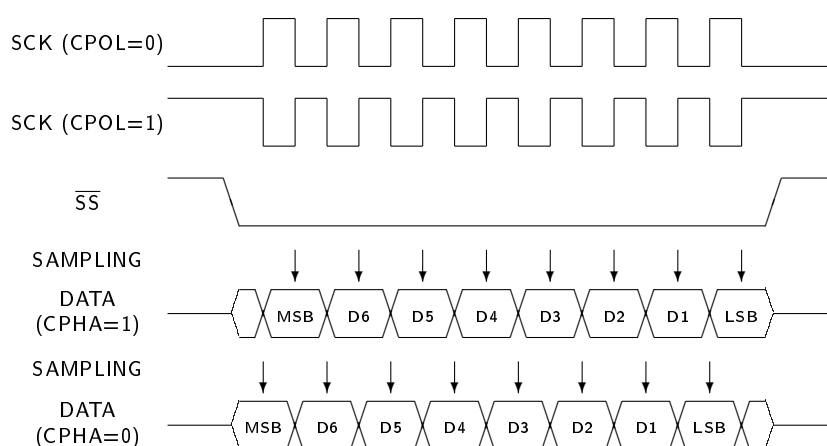 SCK (CPOL=0)
SCK (CPOL=1)
SS
SAMPLING
DATA
(CPHA=1)
MSB D6 D5 D4 D3 D2 D1 LSB
SAMPLING
DATA
(CPHA=0)
MSB D6 D5 D4 D3 D2 D1 LSB